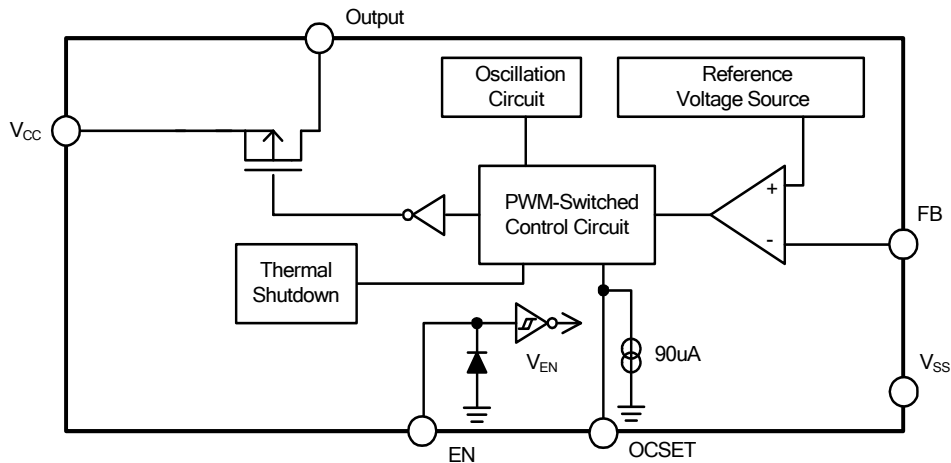 Output
Oscillation
Circuit
Reference
Voltage Source
VCC
PWM-Switched
Control Circuit
+
-
FB
Thermal
Shutdown
VEN
90uA
VSS
EN
OCSET